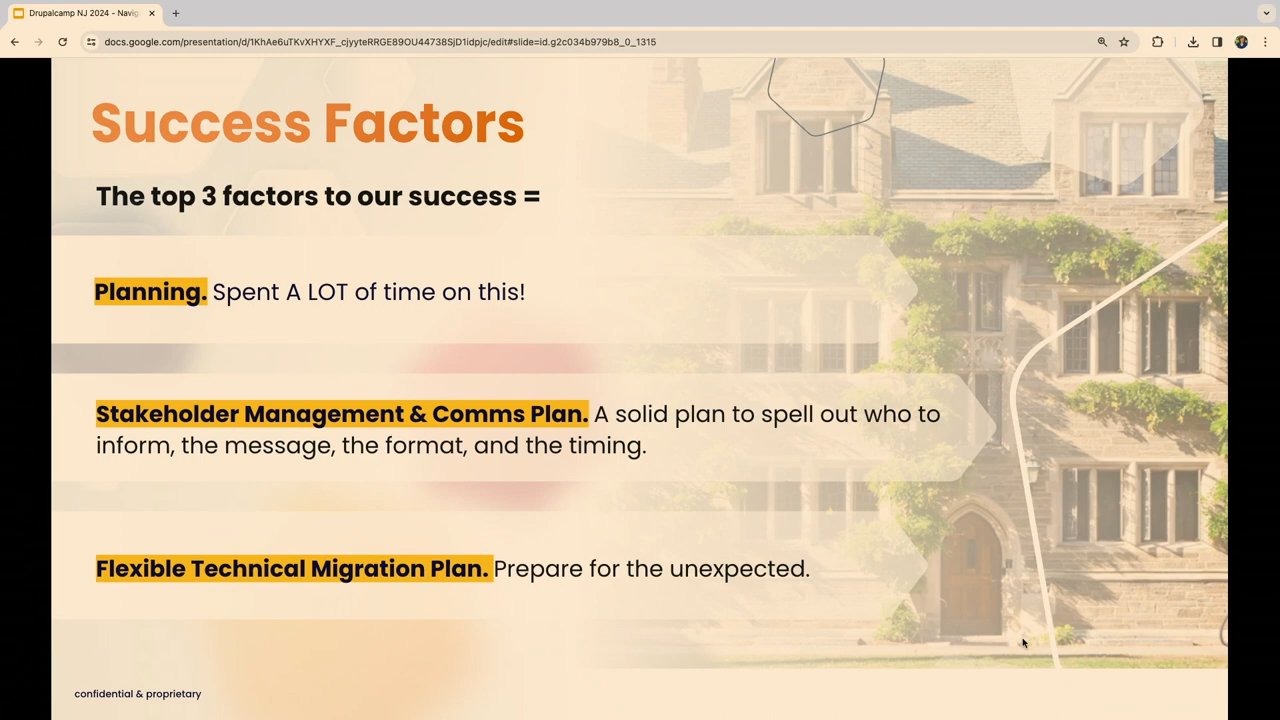 Drupalcamp NJ 2024 - Navig
docs.google.com/presentation/d/1KhAe6uTKvXHYXF_cjyyteRRGE89OU44738SjD1idpjc/edit#slide=id.g2c034b979b8_0_1315
Success Factors
The top 3 factors to our success =
Planning. Spent A LOT of time on this!
Stakeholder Management & Comms Plan. A solid plan to spell out who to
inform, the message, the format, and the timing.
Flexible Technical Migration Plan. Prepare for the unexpected.
confidential & proprietary